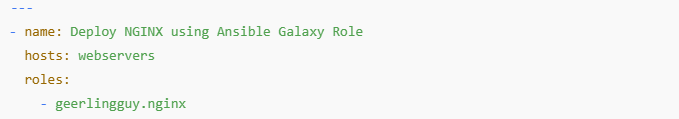 ---
- name: Deploy NGINX using Ansible Galaxy Role
  hosts: webservers
  roles:
    - geerlingguy.nginx